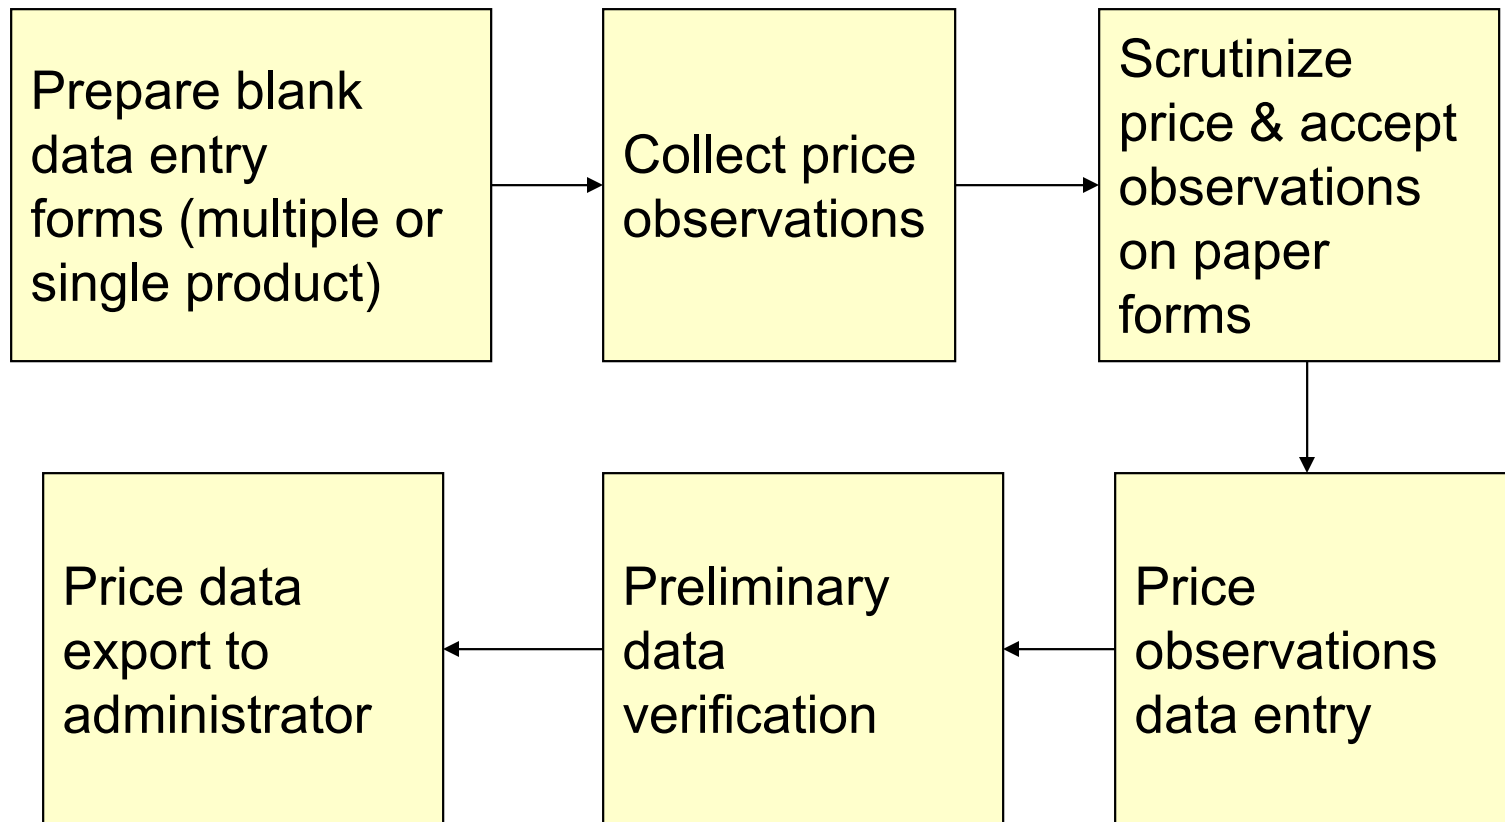 Prepare blank
data entry
forms (multiple or
single product)
Collect price
observations
Scrutinize
price & accept
observations
on paper
forms
Price
observations
data entry
Preliminary
data
verification
Price data
export to
administrator